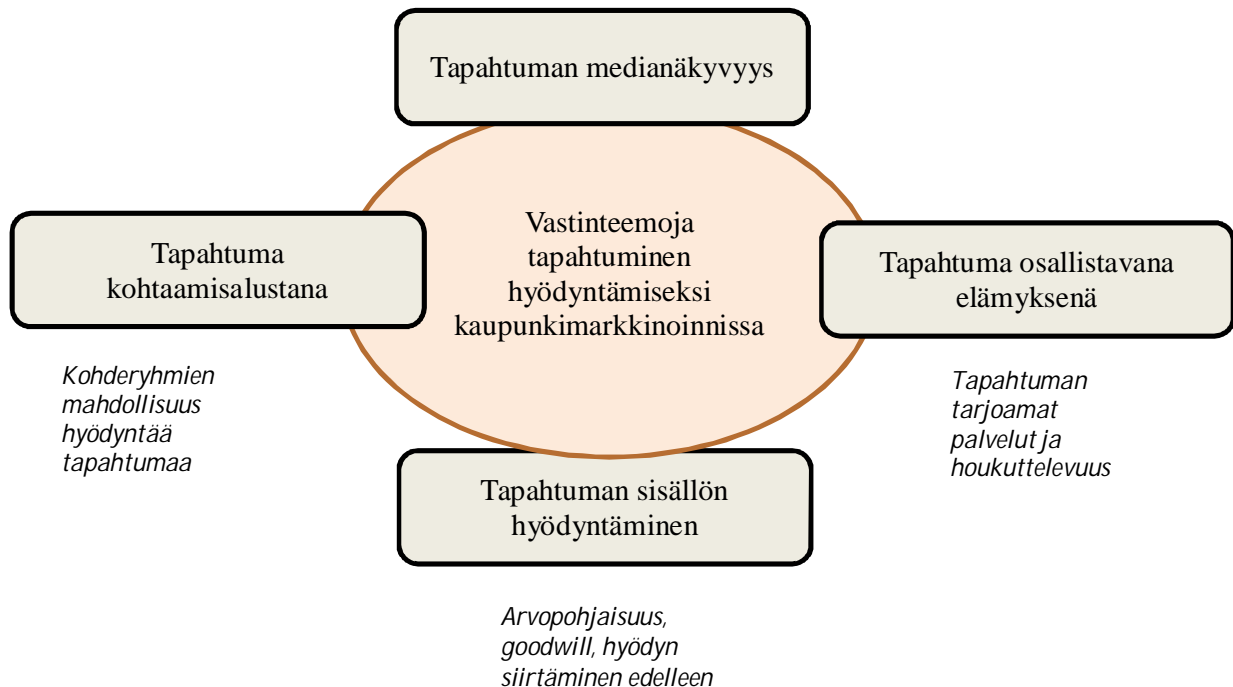 Tapahtuman medianäkyvyys
Tapahtuma
kohtaamisalustana
Vastinteemoja
tapahtuminen
hyödyntämiseksi
kaupunkimarkkinoinnissa
Tapahtuma osallistavana
elämyksenä
Kohderyhmien
mahdollisuus
hyödyntää
tapahtumaa
Tapahtuman
tarjoamat
palvelut ja
houkuttelevuus
Tapahtuman sisällön
hyödyntäminen
Arvopohjaisuus,
goodwill, hyödyn
siirtäminen edelleen